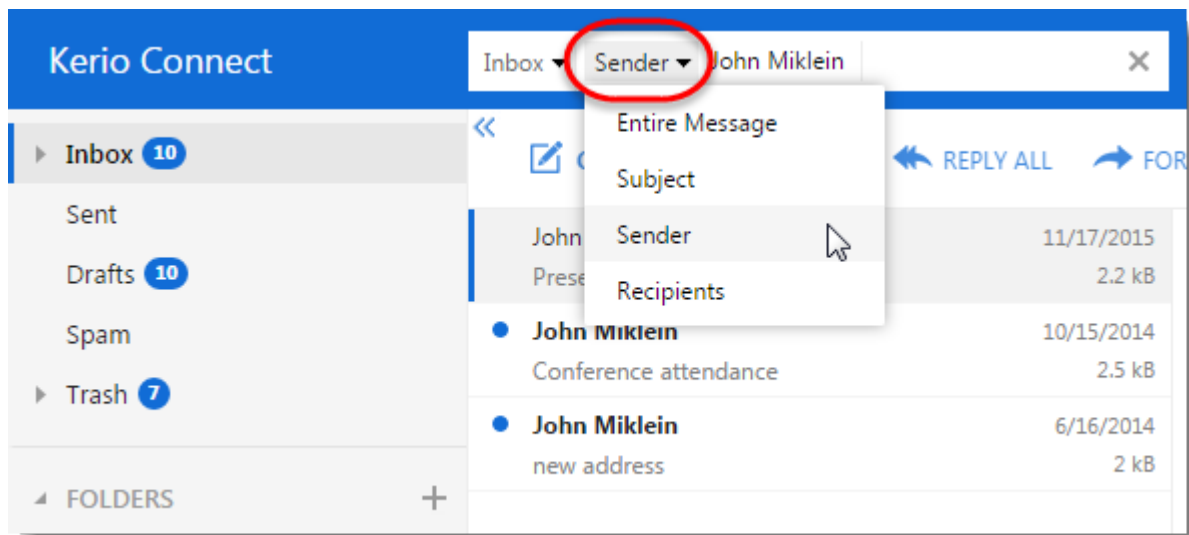 Kerio Connect
Inbox Sender John Miklein
Entire Message
Subject
Sender
Recipients
Inbox 10
Sent
Drafts 10
Spam
Trash 7
FOLDERS
REPLY ALL FOR
John 11/17/2015
Prese 2.2 kB
John Miklein 10/15/2014
Conference attendance 2.5 kB
John Miklein 6/16/2014
new address 2 kB